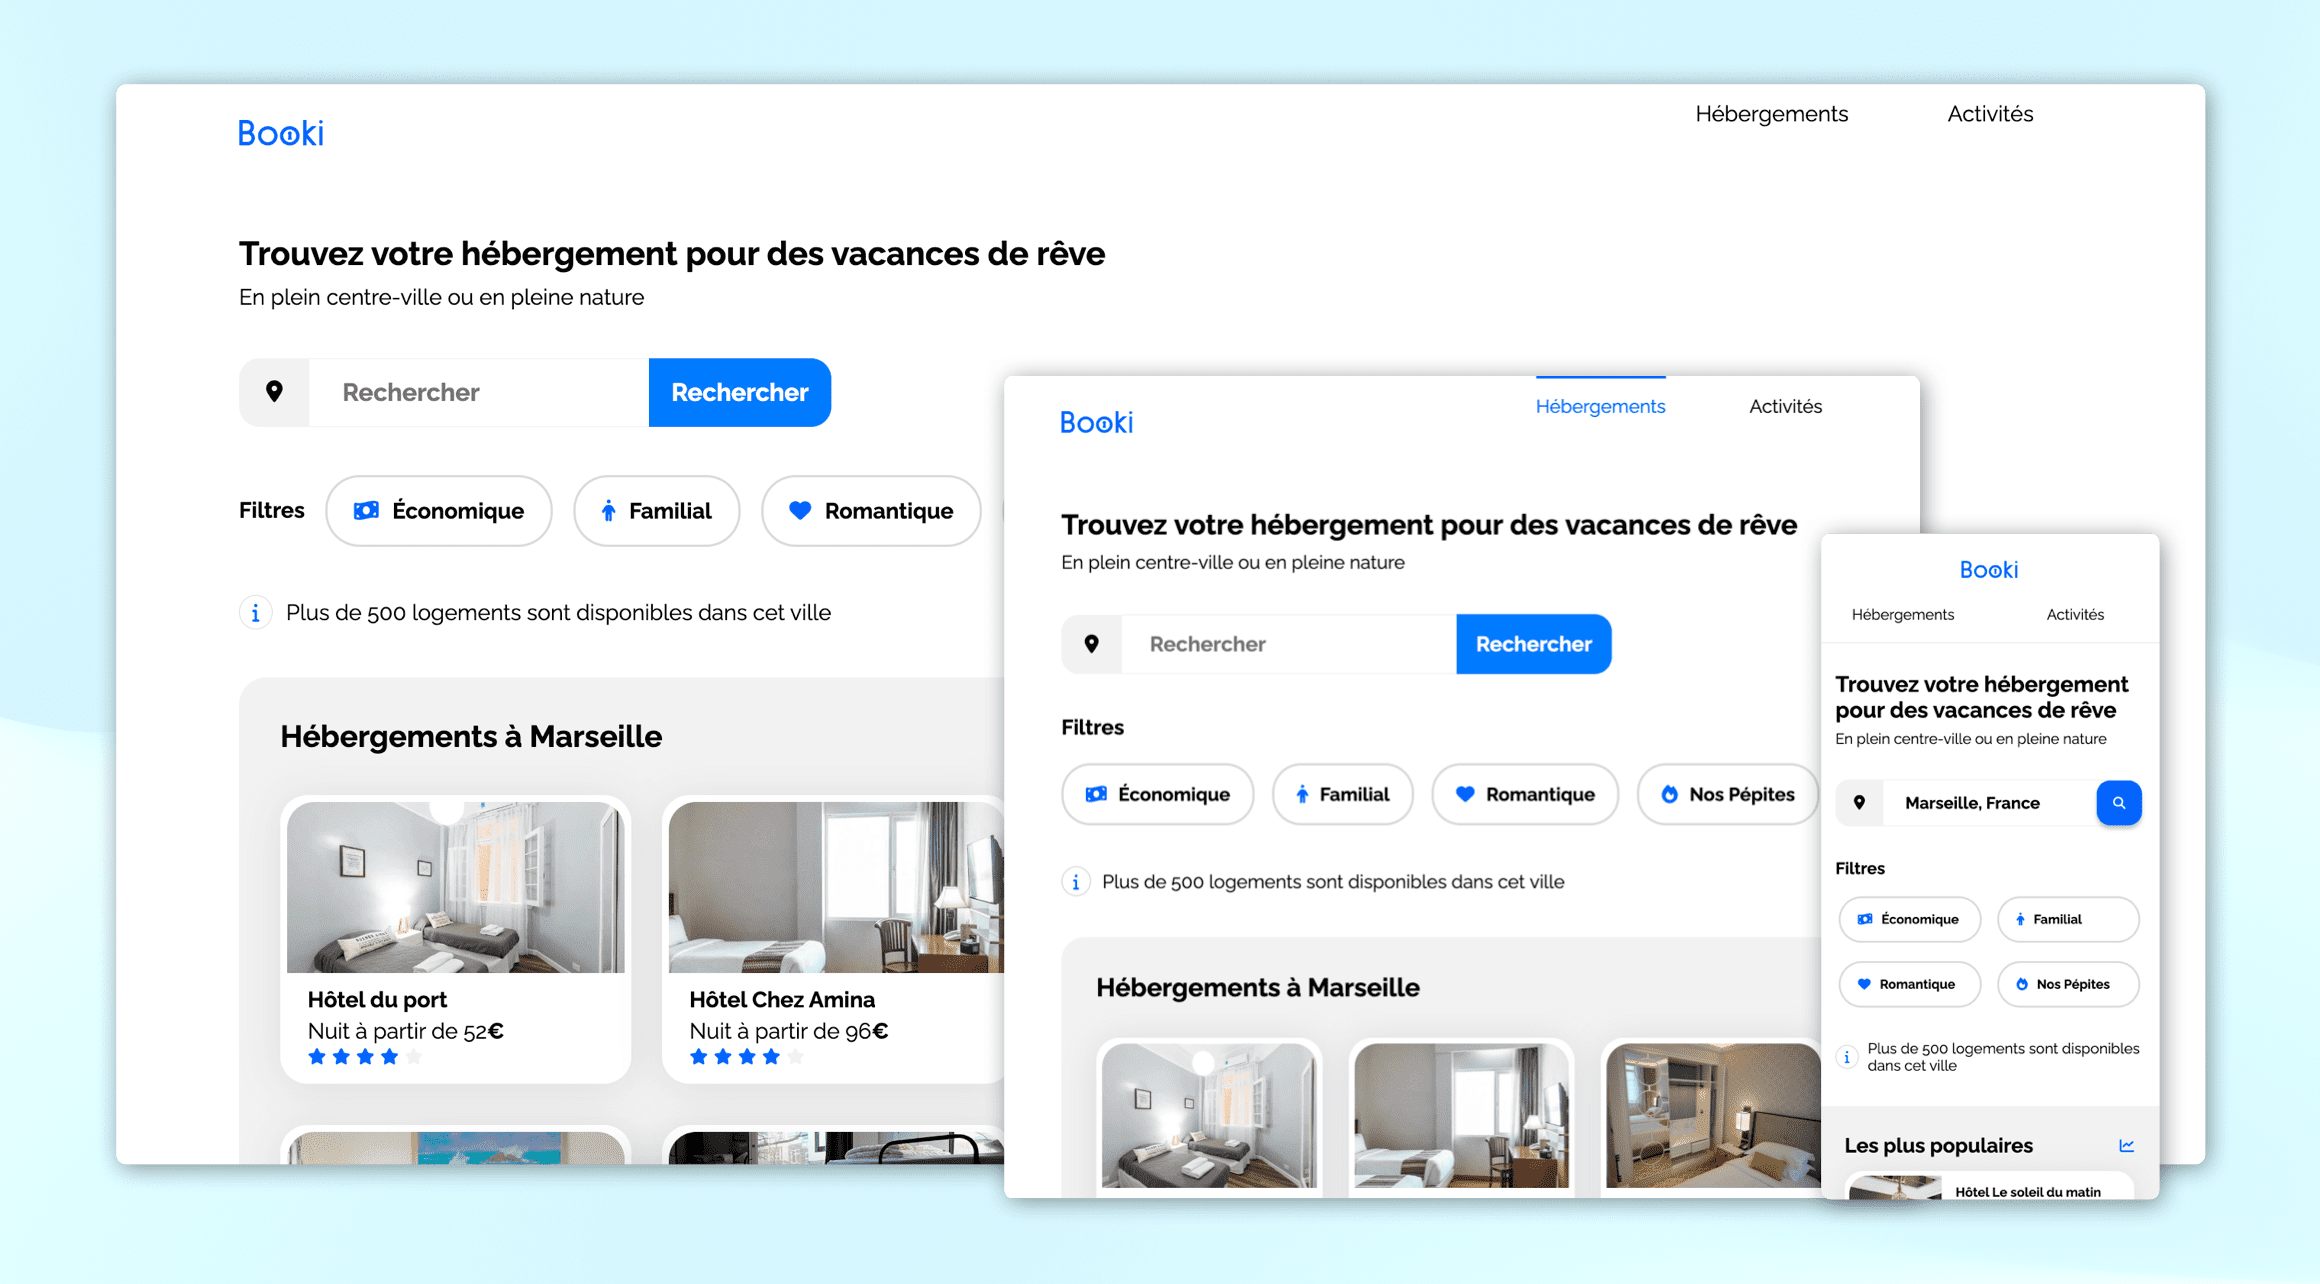 Booki
Hébergements
Activités
Trouvez votre hébergement pour des vacances de rêve
En plein centre-ville ou en pleine nature
Rechercher
Rechercher
Filtres
Économique
Familial
Romantique
Plus de 500 logements sont disponibles dans cet ville
Hébergements à Marseille
Hôtel du port
Nuit à partir de 52€
Hôtel Chez Amina
Nuit à partir de 96€
Booki
Hébergements
Activités
Trouvez votre hébergement pour des vacances de rêve
En plein centre-ville ou en pleine nature
Rechercher
Rechercher
Filtres
Économique
Familial
Romantique
Nos Pépites
Plus de 500 logements sont disponibles dans cet ville
Hébergements à Marseille
Booki
Hébergements
Activités
Trouvez votre hébergement
pour des vacances de rêve
En plein centre-ville ou en pleine nature
Marseille, France
Filtres
Économique
Familial
Romantique
Nos Pépites
Plus de 500 logements sont disponibles
dans cet ville
Les plus populaires
Hôtel Le soleil du matin